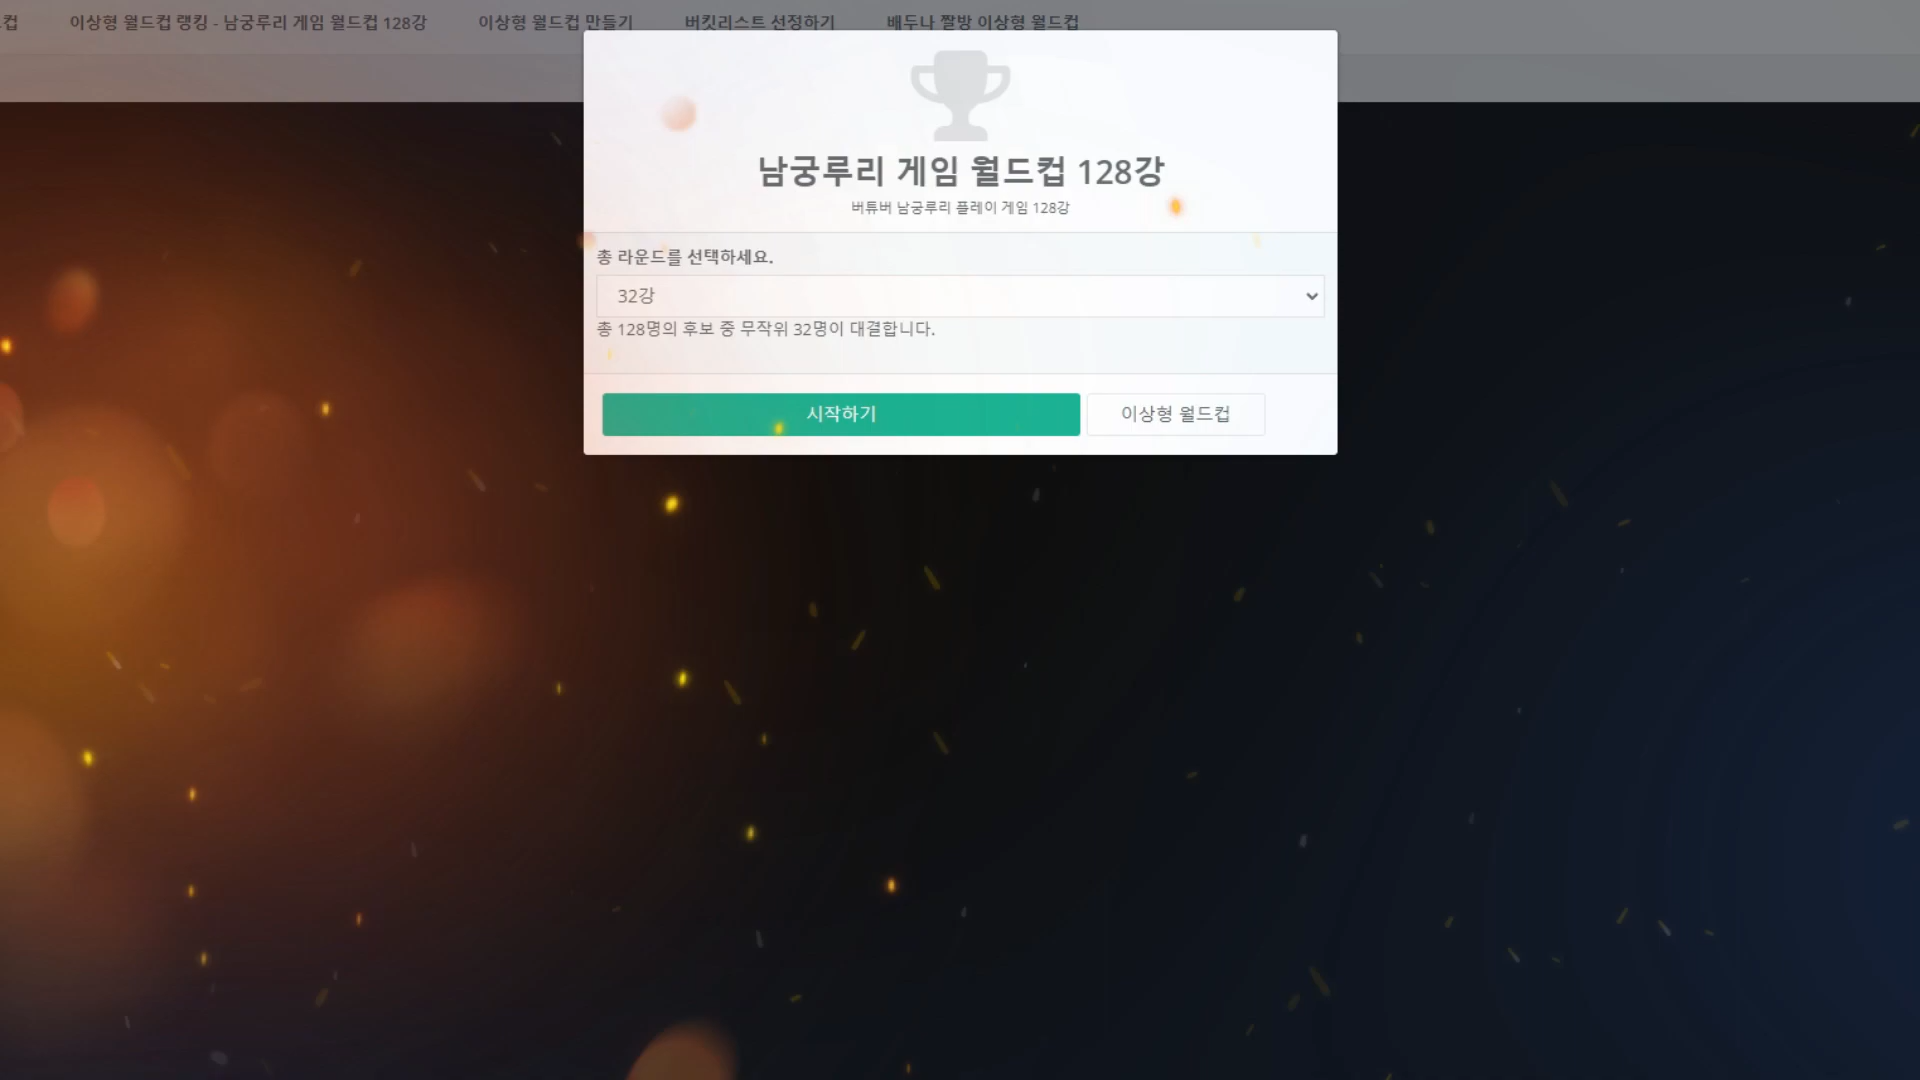 컵 이상형 월드컵 랭킹 - 남궁루리 게임 월드컵 128강 이상형 월드컵 만들기 버킷리스트 선정하기 배두나 짤방 이상형 월드컵
남궁루리 게임 월드컵 128강
버튜버 남궁루리 플레이 게임 128강
총 라운드를 선택하세요.
32강
총 128명의 후보 중 무작위 32명이 대결합니다.
시작하기 이상형 월드컵